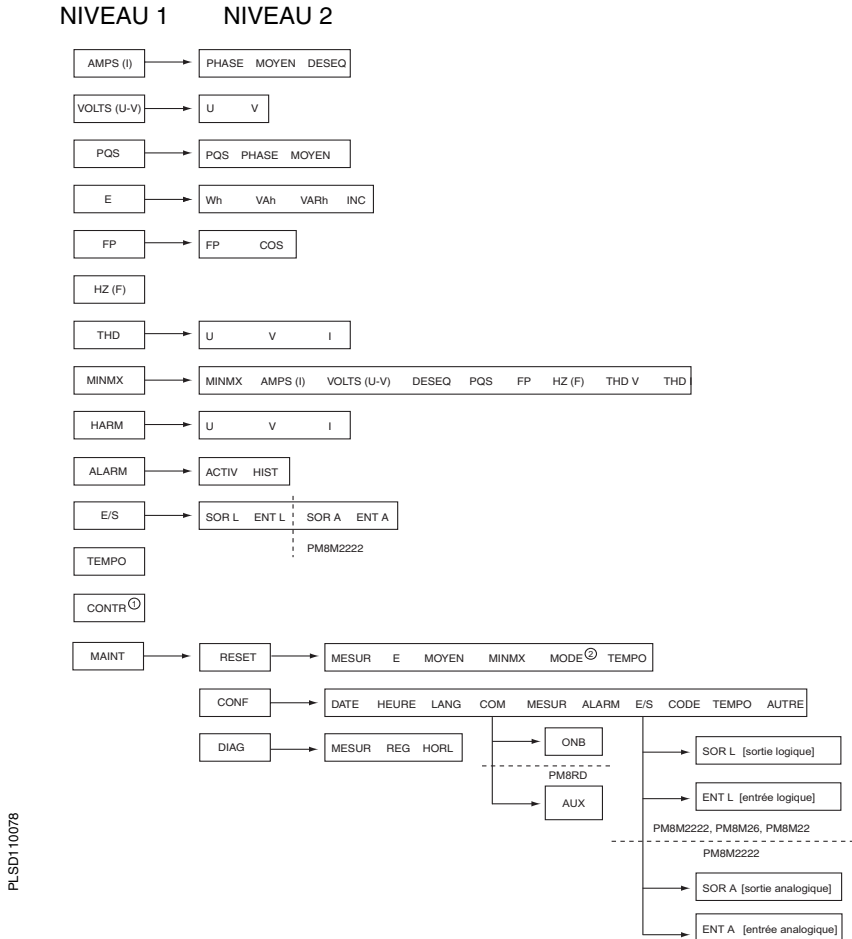 NIVEAU 1 NIVEAU 2
AMPS (I) PHASE MOYEN DESEQ
VOLTS (U-V) U V
PQS PQS PHASE MOYEN
E Wh VAh VARh INC
FP FP COS
HZ (F)
THD U V I
MINMX MINMX AMPS (I) VOLTS (U-V) DESEQ PQS FP HZ (F) THD V THD I
HARM U V I
ALARM ACTIV HIST
E/S SOR L ENT L SOR A ENT A
PM8M2222
TEMPO
CONTR ①
MAINT RESET MESUR E MOYEN MINMX MODE ② TEMPO
CONF DATE HEURE LANG COM MESUR ALARM E/S CODE TEMPO AUTRE
DIAG MESUR REG HORL
ONB
PM8RD
AUX
SOR L [sortie logique]
ENT L [entrée logique]
PM8M2222, PM8M26, PM8M22
PM8M2222
SOR A [sortie analogique]
ENT A [entrée analogique]
PLSD110078